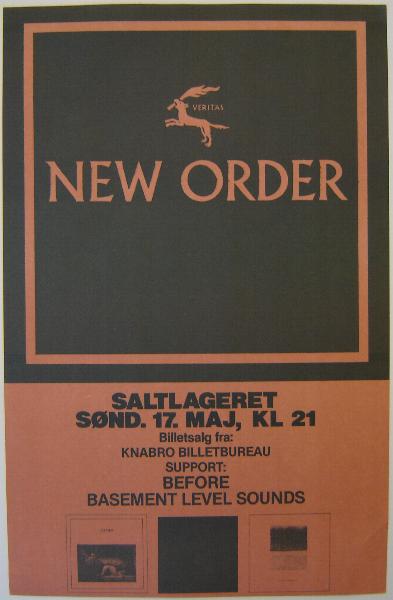 VERITAS
NEW ORDER
SALTLAGERET
SØND. 17. MAJ, KL 21
Billetsalg fra:
KNABRO BILLETBUREAU
SUPPORT:
BEFORE
BASEMENT LEVEL SOUNDS